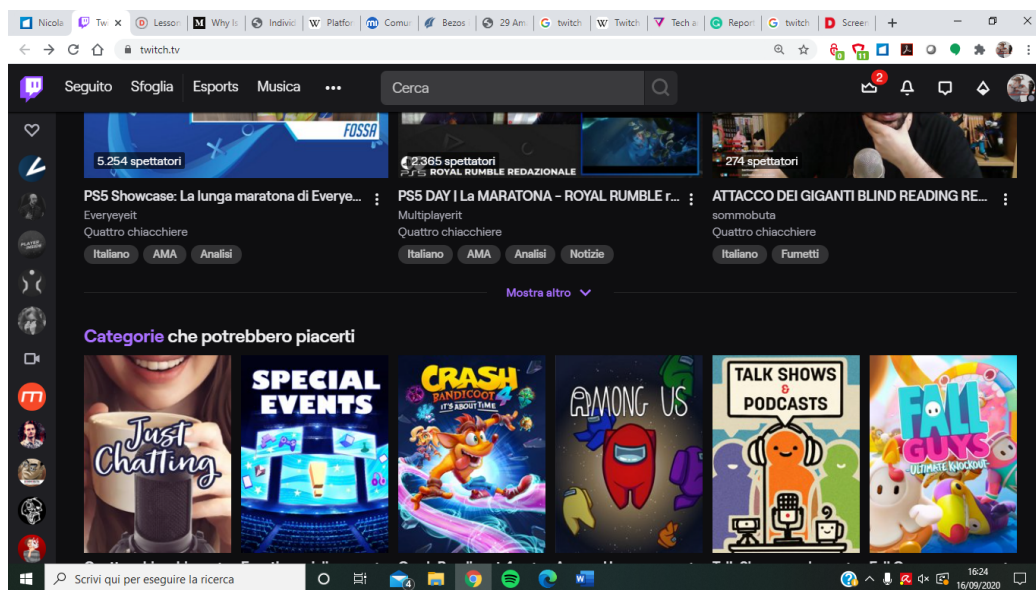 Nicola
Tw
Lesson
Why Is
Individ
Platfor
Comur
Bezos
29 Am
twitch
Twitch
Tech a
Report
twitch
Screen
twitch.tv
Seguito
Sfoglia
Esports
Musica
Cerca
2
FOSSA
5.254 spettatori
2.365 spettatori
ROYAL RUMBLE REDAZIONALE
274 spettatori
PS5 Showcase: La lunga maratona di Everye...
Everyeyeit
Quattro chiacchiere
Italiano
AMA
Analisi
PS5 DAY | La MARATONA - ROYAL RUMBLE r...
Multiplayerit
Quattro chiacchiere
Italiano
AMA
Analisi
Notizie
ATTACCO DEI GIGANTI BLIND READING RE...
sommobuta
Quattro chiacchiere
Italiano
Fumetti
Mostra altro
Categorie che potrebbero piacerti
Just
Chatting
SPECIAL
EVENTS
CRASH
BANDICOOT 4
IT'S ABOUT TIME
AMONG US
TALK SHOWS
&
PODCASTS
FALL
GUYS
ULTIMATE KNOCKOUT
Scrivi qui per eseguire la ricerca
4
16:24
16/09/2020